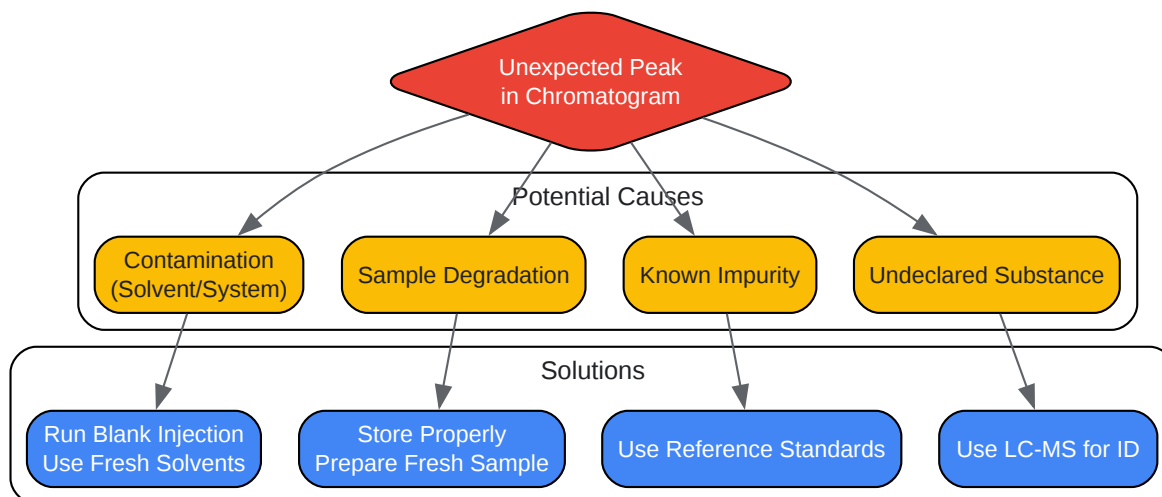 Unexpected Peak
in Chromatogram
Potential Causes
Contamination
(Solvent/System)
Sample Degradation
Known Impurity
Undeclared Substance
Solutions
Run Blank Injection
Use Fresh Solvents
Store Properly
Prepare Fresh Sample
Use Reference Standards
Use LC-MS for ID